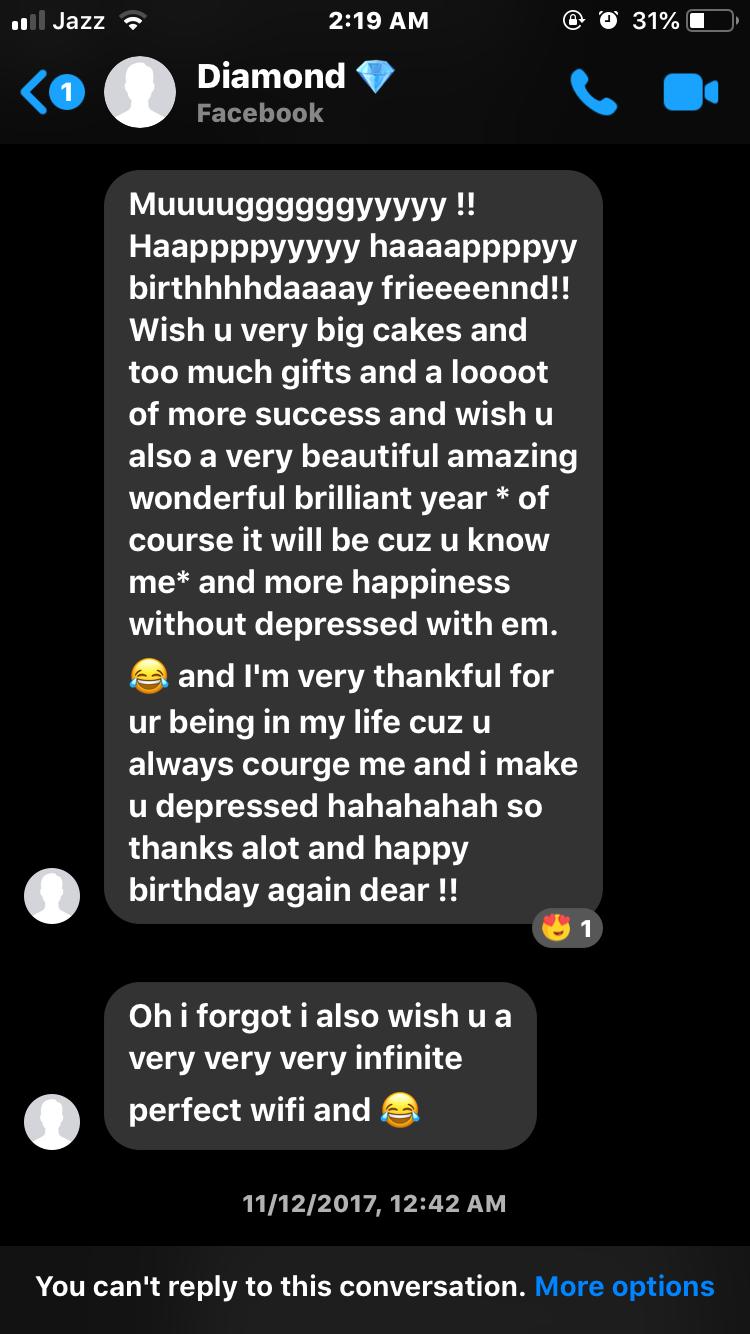 Jazz 2:19 AM 31%
1 Diamond 💎
Facebook
Muuuuggggggyyyyy !!
Haappppyyyyy haaaappppyy
birthhhhdaaaay frieeeennd!!
Wish u very big cakes and
too much gifts and a loooot
of more success and wish u
also a very beautiful amazing
wonderful brilliant year * of
course it will be cuz u know
me* and more happiness
without depressed with em.
😂 and I'm very thankful for
ur being in my life cuz u
always courge me and i make
u depressed hahahahah so
thanks alot and happy
birthday again dear !!
😍 1
Oh i forgot i also wish u a
very very very infinite
perfect wifi and 😂
11/12/2017, 12:42 AM
You can't reply to this conversation. More options